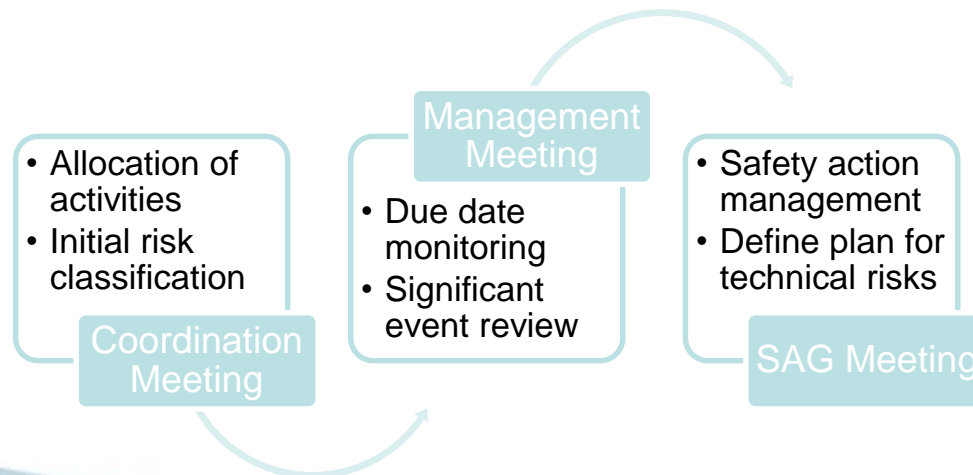 • Allocation of
activities
• Initial risk
classification
Coordination
Meeting
Management
Meeting
• Due date
monitoring
• Significant
event review
• Safety action
management
• Define plan for
technical risks
SAG Meeting